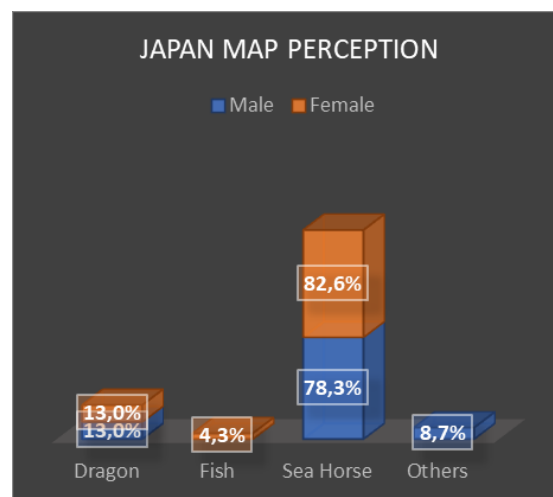 JAPAN MAP PERCEPTION
Male Female
82,6%
78,3%
13,0%
13,0%
4,3%
8,7%
Dragon Fish Sea Horse Others